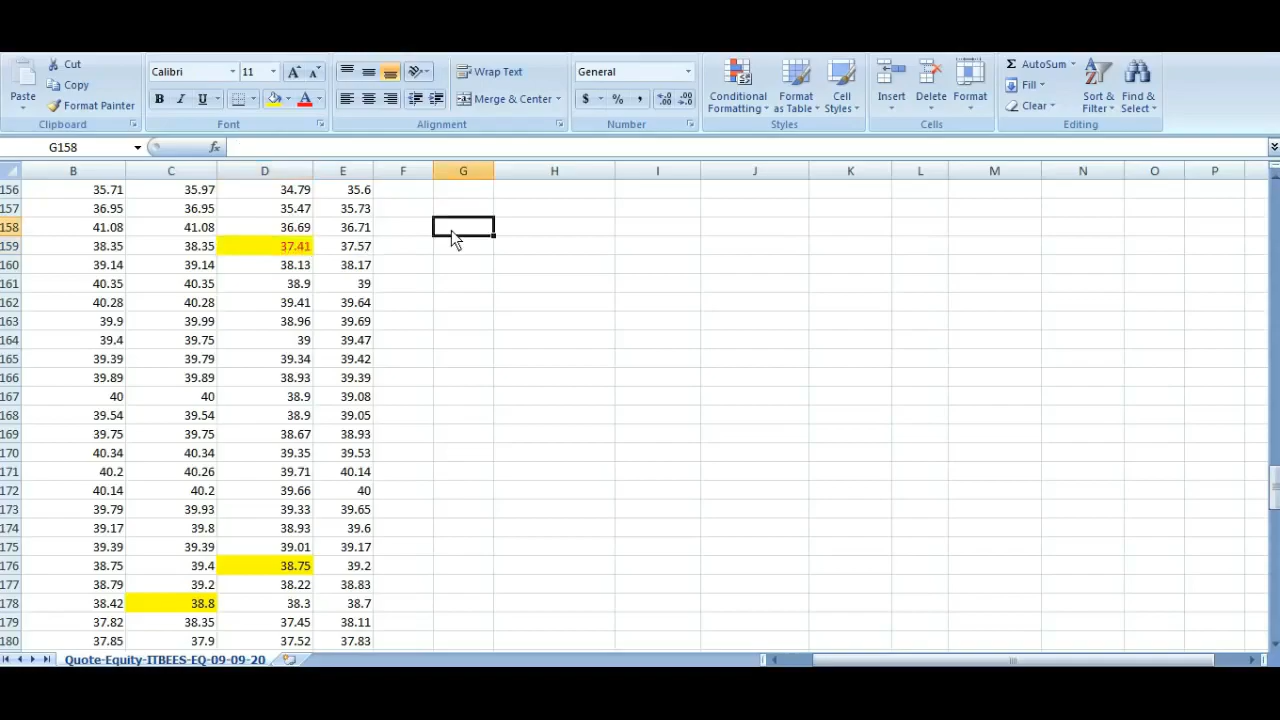 Cut
Copy
Paste
Format Painter
Clipboard
Calibri 11 A A
B I U A
Font
Wrap Text
Merge & Center
Alignment
General
$ % , .0 .00 .00 .0
Number
Conditional Formatting
Format as Table
Cell Styles
Styles
Insert
Delete
Format
Cells
Σ AutoSum
Fill
Clear
Sort & Filter
Find & Select
Editing
G158 fx
B C D E F G H I J K L M N O P
156 35.71 35.97 34.79 35.6
157 36.95 36.95 35.47 35.73
158 41.08 41.08 36.69 36.71
159 38.35 38.35 37.41 37.57
160 39.14 39.14 38.13 38.17
161 40.35 40.35 38.9 39
162 40.28 40.28 39.41 39.64
163 39.9 39.99 38.96 39.69
164 39.4 39.75 39 39.47
165 39.39 39.79 39.34 39.42
166 39.89 39.89 38.93 39.39
167 40 40 38.9 39.08
168 39.54 39.54 38.9 39.05
169 39.75 39.75 38.67 38.93
170 40.34 40.34 39.35 39.53
171 40.2 40.26 39.71 40.14
172 40.14 40.2 39.66 40
173 39.79 39.93 39.33 39.65
174 39.17 39.8 38.93 39.6
175 39.39 39.39 39.01 39.17
176 38.75 39.4 38.75 39.2
177 38.79 39.2 38.22 38.83
178 38.42 38.8 38.3 38.7
179 37.82 38.35 37.45 38.11
180 37.85 37.9 37.52 37.83
Quote-Equity-ITBEES-EQ-09-09-20